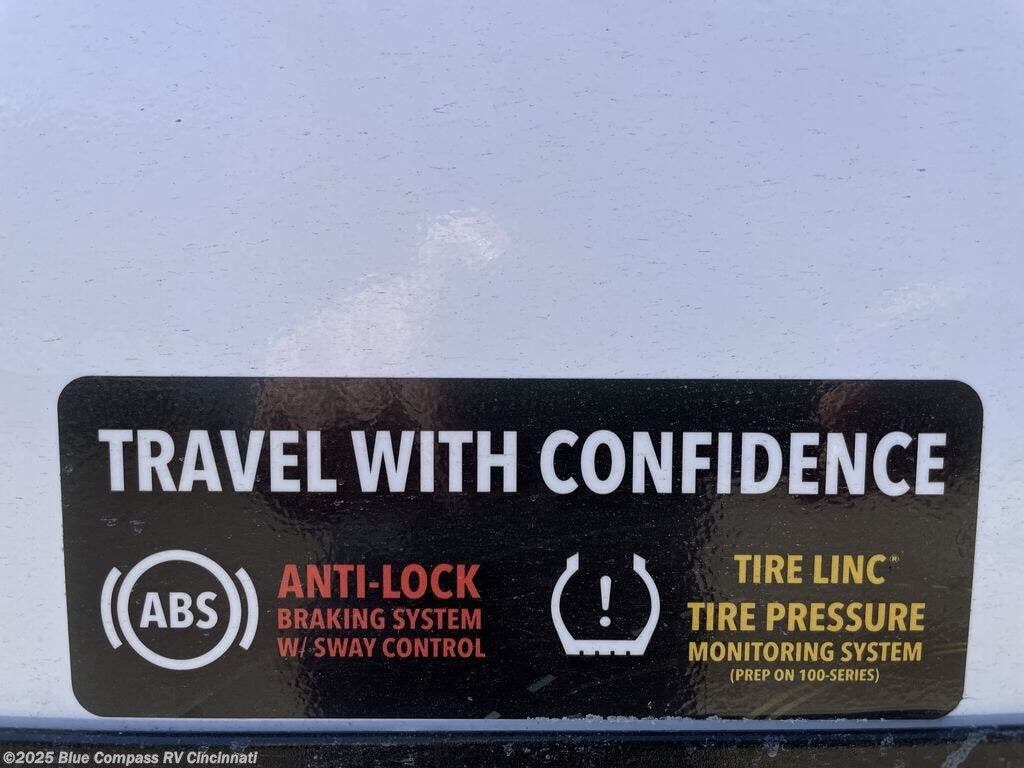 TRAVEL WITH CONFIDENCE
ABS
ANTI-LOCK
BRAKING SYSTEM
W/ SWAY CONTROL
!
TIRE LINC®
TIRE PRESSURE
MONITORING SYSTEM
(PREP ON 100-SERIES)
©2025 Blue Compass RV Cincinnati